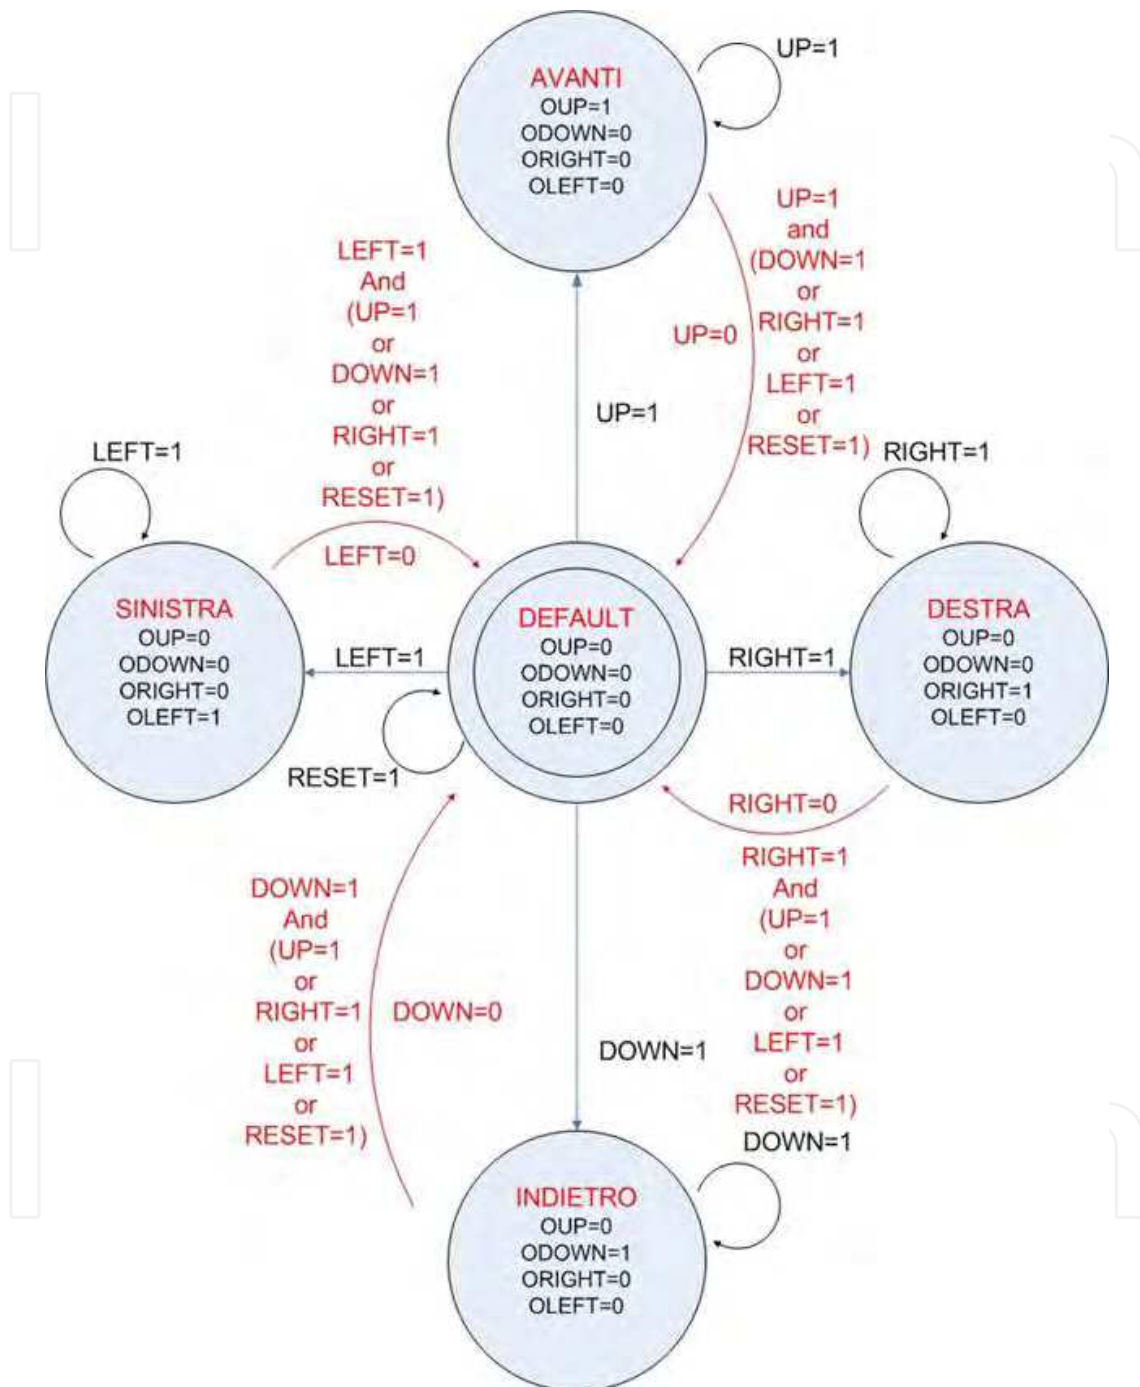 UP=1
AVANTI
OUP=1
ODOWN=0
ORIGHT=0
OLEFT=0
UP=1
and
(DOWN=1
or
RIGHT=1
or
LEFT=1
or
RESET=1)
UP=0
LEFT=1
And
(UP=1
or
DOWN=1
or
RIGHT=1
or
RESET=1)
LEFT=0
UP=1
LEFT=1
RIGHT=1
SINISTRA
OUP=0
ODOWN=0
ORIGHT=0
OLEFT=1
LEFT=1
DEFAULT
OUP=0
ODOWN=0
ORIGHT=0
OLEFT=0
RIGHT=1
DESTRA
OUP=0
ODOWN=0
ORIGHT=1
OLEFT=0
RESET=1
RIGHT=0
RIGHT=1
And
(UP=1
or
DOWN=1
or
LEFT=1
or
RESET=1)
DOWN=1
And
(UP=1
or
RIGHT=1
or
LEFT=1
or
RESET=1)
DOWN=0
DOWN=1
DOWN=1
INDIETRO
OUP=0
ODOWN=1
ORIGHT=0
OLEFT=0